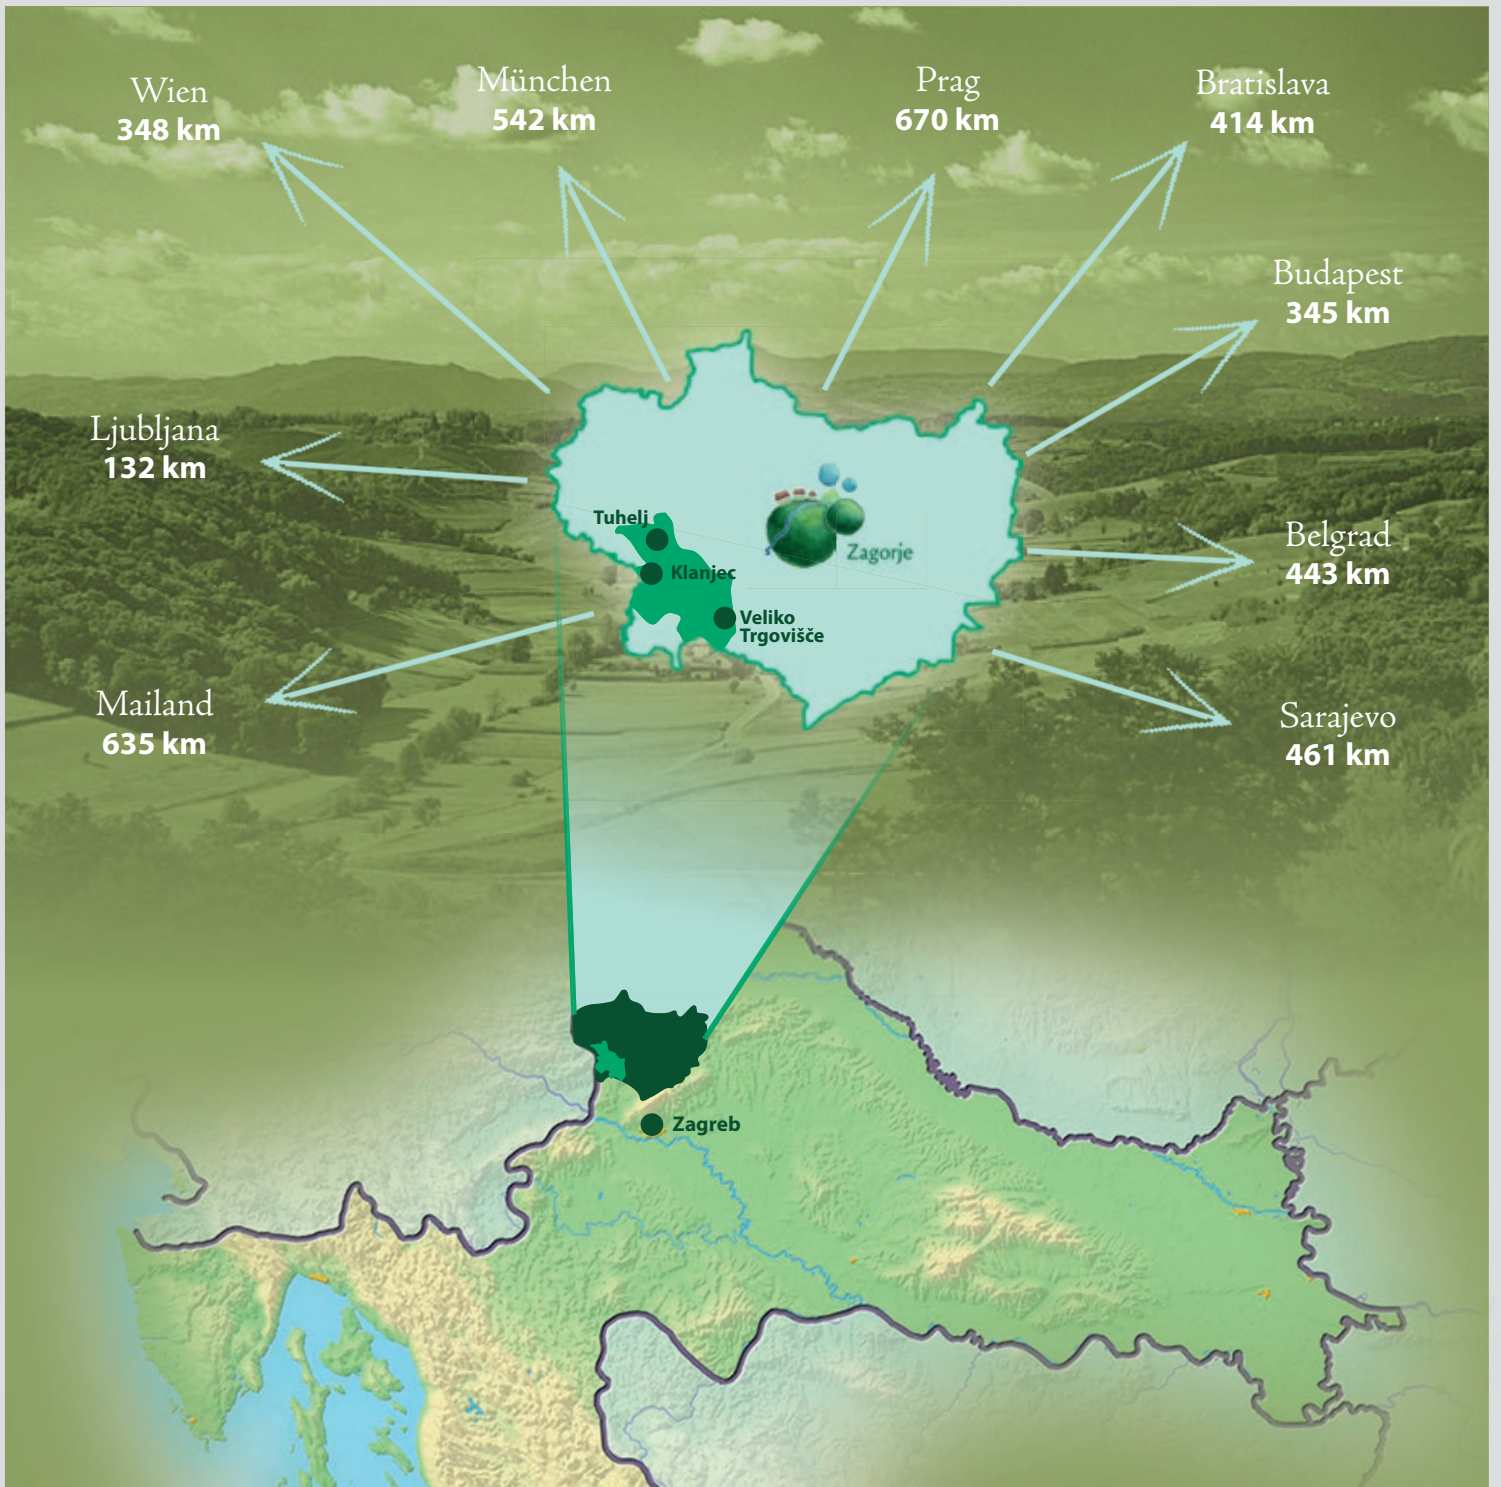 Wien
348 km
München
542 km
Prag
670 km
Bratislava
414 km
Budapest
345 km
Ljubljana
132 km
Tuhelj
Klanjec
Zagorje
Veliko
Trgovišče
Belgrad
443 km
Mailand
635 km
Sarajevo
461 km
Zagreb